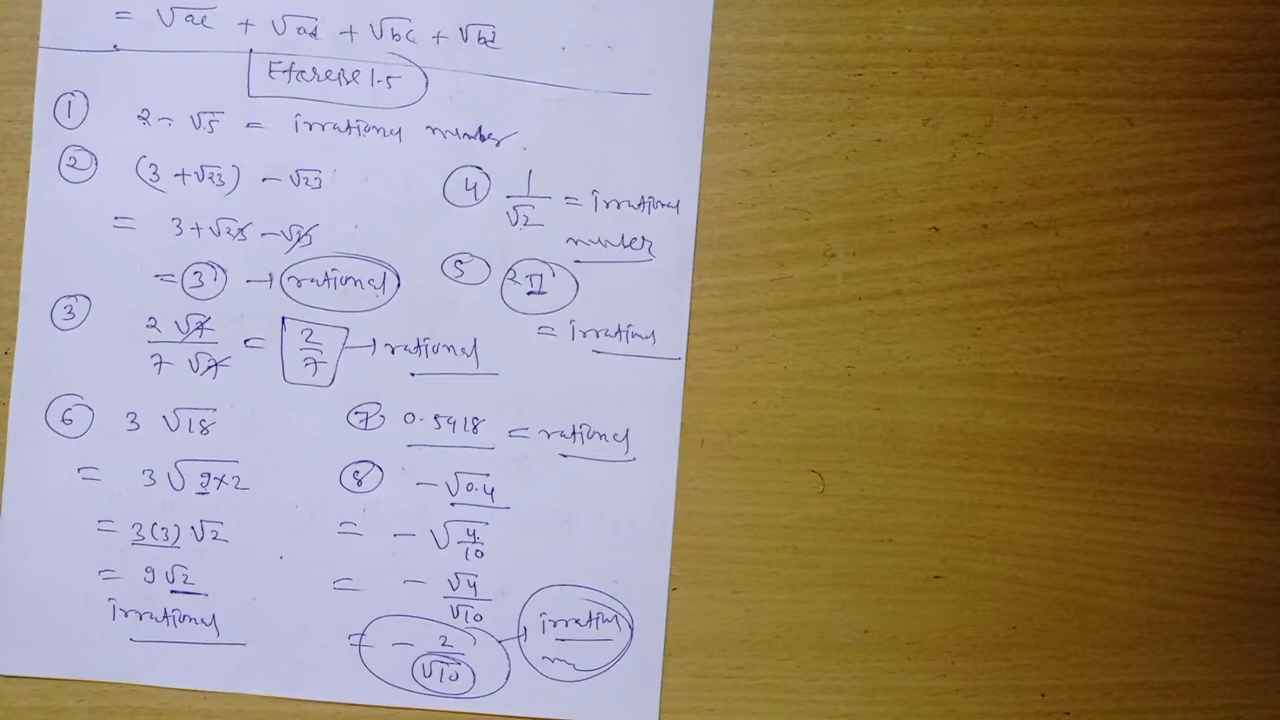 = √ac + √ad + √bc + √bd
Exercise 1.5
① 2 - √5 = irrational number.
② (3 + √23) - √23
= 3 + √23 - √23
= ③ → rational
③ 2√7 / 7√7 = 2/7 → rational
④ 1/√2 = irrational
number
⑤ 2π
= irrational
⑥ 3 √18
= 3 √9×2
= 3(3) √2
= 9√2
irrational
⑦ 0.5918 = rational
⑧ - √0.4
= - √4/10
= - √4/√10
= - 2/√10 → irrational